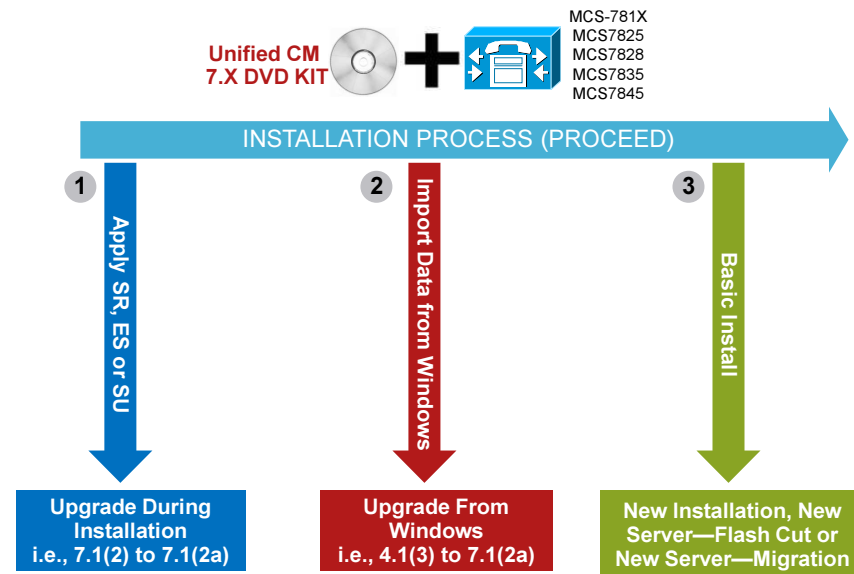 MCS-781X
Unified CM
7.X DVD KIT
MCS7825
MCS7828
MCS7835
MCS7845
INSTALLATION PROCESS (PROCEED)
1
2
3
Apply SR, ES or SU
Import Data from Windows
Basic Install
Upgrade During
Installation
i.e., 7.1(2) to 7.1(2a)
Upgrade From
Windows
i.e., 4.1(3) to 7.1(2a)
New Installation, New
Server—Flash Cut or
New Server—Migration